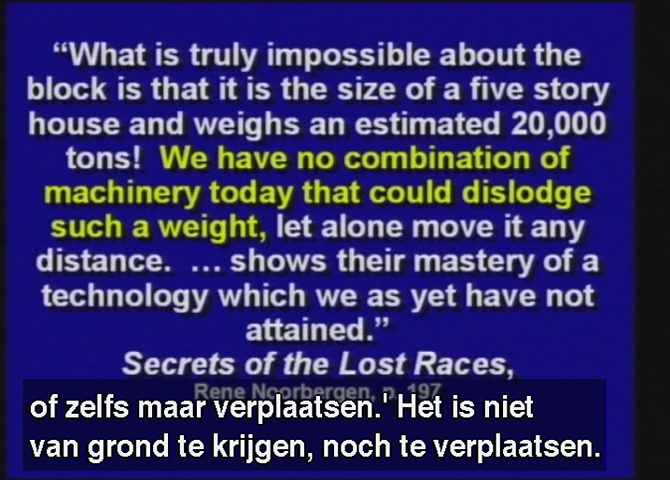 “What is truly impossible about the
block is that it is the size of a five story
house and weighs an estimated 20,000
tons!  We have no combination of
machinery today that could dislodge
such a weight, let alone move it any
distance.  ... shows their mastery of a
technology which we as yet have not
attained.”
Secrets of the Lost Races,
Rene Noorbergen, p. 197
of zelfs maar verplaatsen.' Het is niet
van grond te krijgen, noch te verplaatsen.